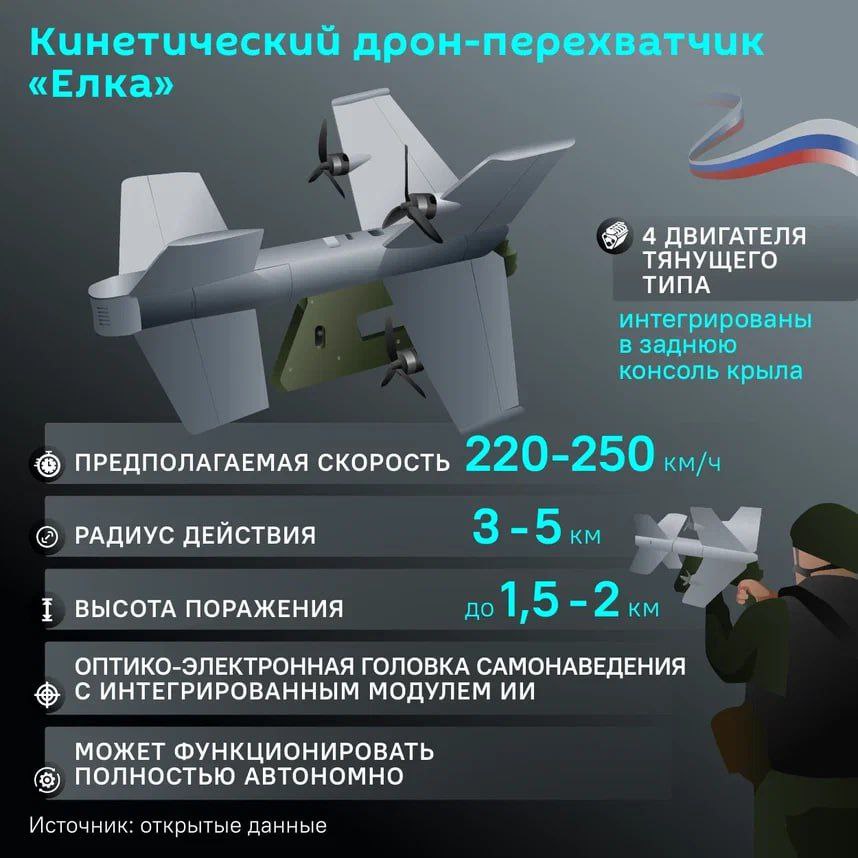 Кинетический дрон-перехватчик
«Елка»
4 ДВИГАТЕЛЯ
ТЯНУЩЕГО
ТИПА
интегрированы
в заднюю
консоль крыла
ПРЕДПОЛАГАЕМАЯ СКОРОСТЬ 220-250 км/ч
РАДИУС ДЕЙСТВИЯ 3 - 5 км
ВЫСОТА ПОРАЖЕНИЯ до 1,5 - 2 км
ОПТИКО-ЭЛЕКТРОННАЯ ГОЛОВКА САМОНАВЕДЕНИЯ
С ИНТЕГРИРОВАННЫМ МОДУЛЕМ ИИ
МОЖЕТ ФУНКЦИОНИРОВАТЬ
ПОЛНОСТЬЮ АВТОНОМНО
Источник: открытые данные